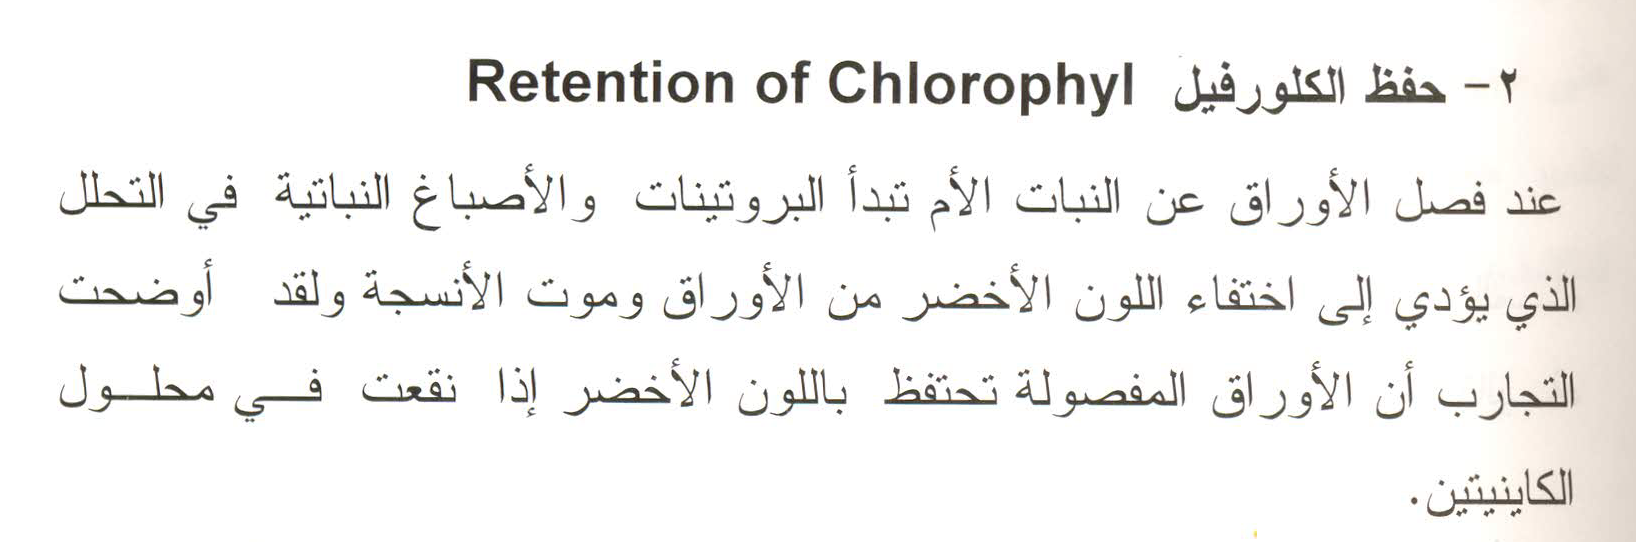 ٢- حفظ الكلورفيل Retention of Chlorophyl
عند فصل الأوراق عن النبات الأم تبدأ البروتينات والأصباغ النباتية في التحلل
الذي يؤدي إلى اختفاء اللون الأخضر من الأوراق وموت الأنسجة ولقد أوضحت
التجارب أن الأوراق المفصولة تحتفظ باللون الأخضر إذا نقعت فـي محلـول
الكاينيتين.